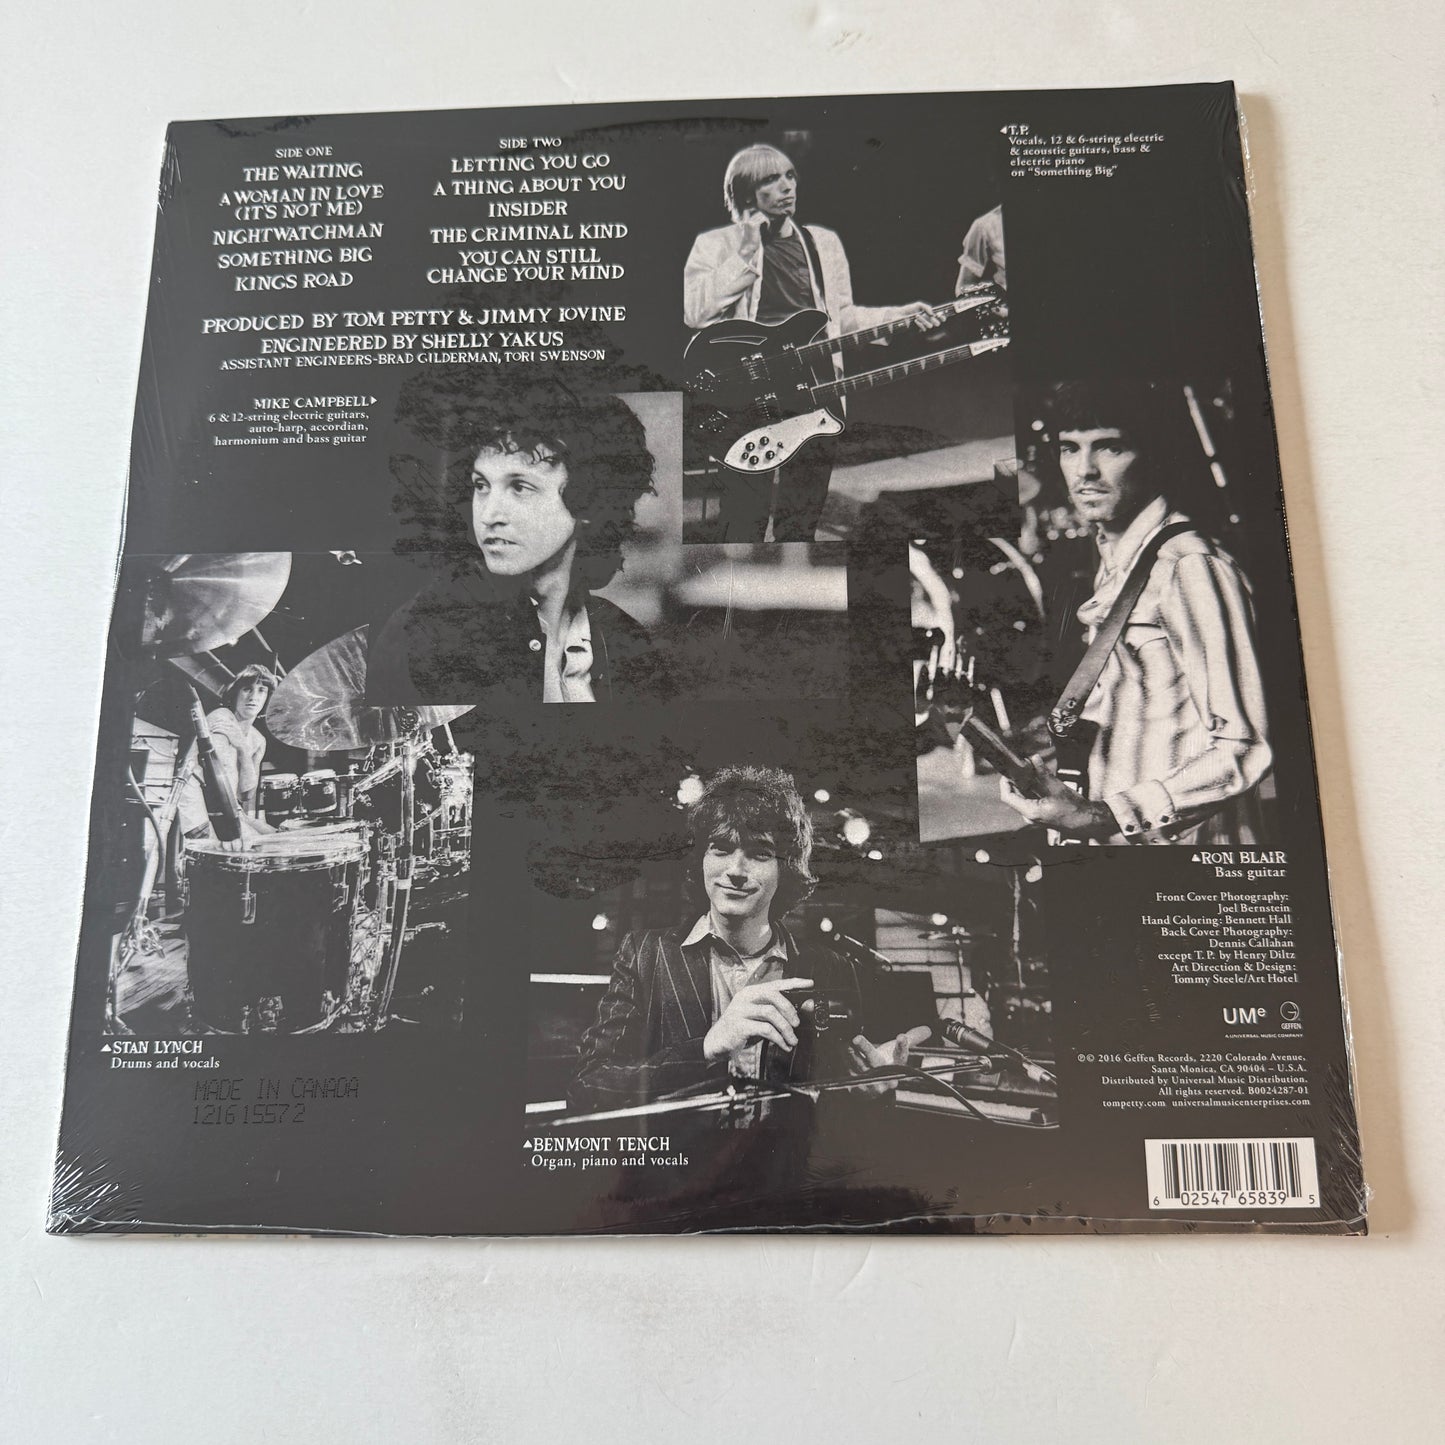 SIDE ONE
THE WAITING
A WOMAN IN LOVE
(IT'S NOT ME)
NIGHTWATCHMAN
SOMETHING BIG
KINGS ROAD
SIDE TWO
LETTING YOU GO
A THING ABOUT YOU
INSIDER
THE CRIMINAL KIND
YOU CAN STILL
CHANGE YOUR MIND
PRODUCED BY TOM PETTY & JIMMY IOVINE
ENGINEERED BY SHELLY YAKUS
ASSISTANT ENGINEERS-BRAD GILDERMAN, TORI SWENSON
T.P.
Vocals, 12 & 6-string electric
& acoustic guitars, bass &
electric piano
on "Something Big"
MIKE CAMPBELL
6 & 12-string electric guitars,
auto-harp, accordian,
harmonium and bass guitar
RON BLAIR
Bass guitar
Front Cover Photography:
Joel Bernstein
Hand Coloring: Bennett Hall
Back Cover Photography:
Dennis Callahan
except T.P. by Henry Diltz
Art Direction & Design:
Tommy Steele/Art Hotel
STAN LYNCH
Drums and vocals
MADE IN CANADA
1216 15572
BENMONT TENCH
Organ, piano and vocals
UMe
A UNIVERSAL MUSIC COMPANY
G
GEFFEN
℗© 2016 Geffen Records, 2220 Colorado Avenue,
Santa Monica, CA 90404 – U.S.A.
Distributed by Universal Music Distribution.
All rights reserved. B0024287-01
tompetty.com universalmusicenterprises.com
6 02547 65839 5